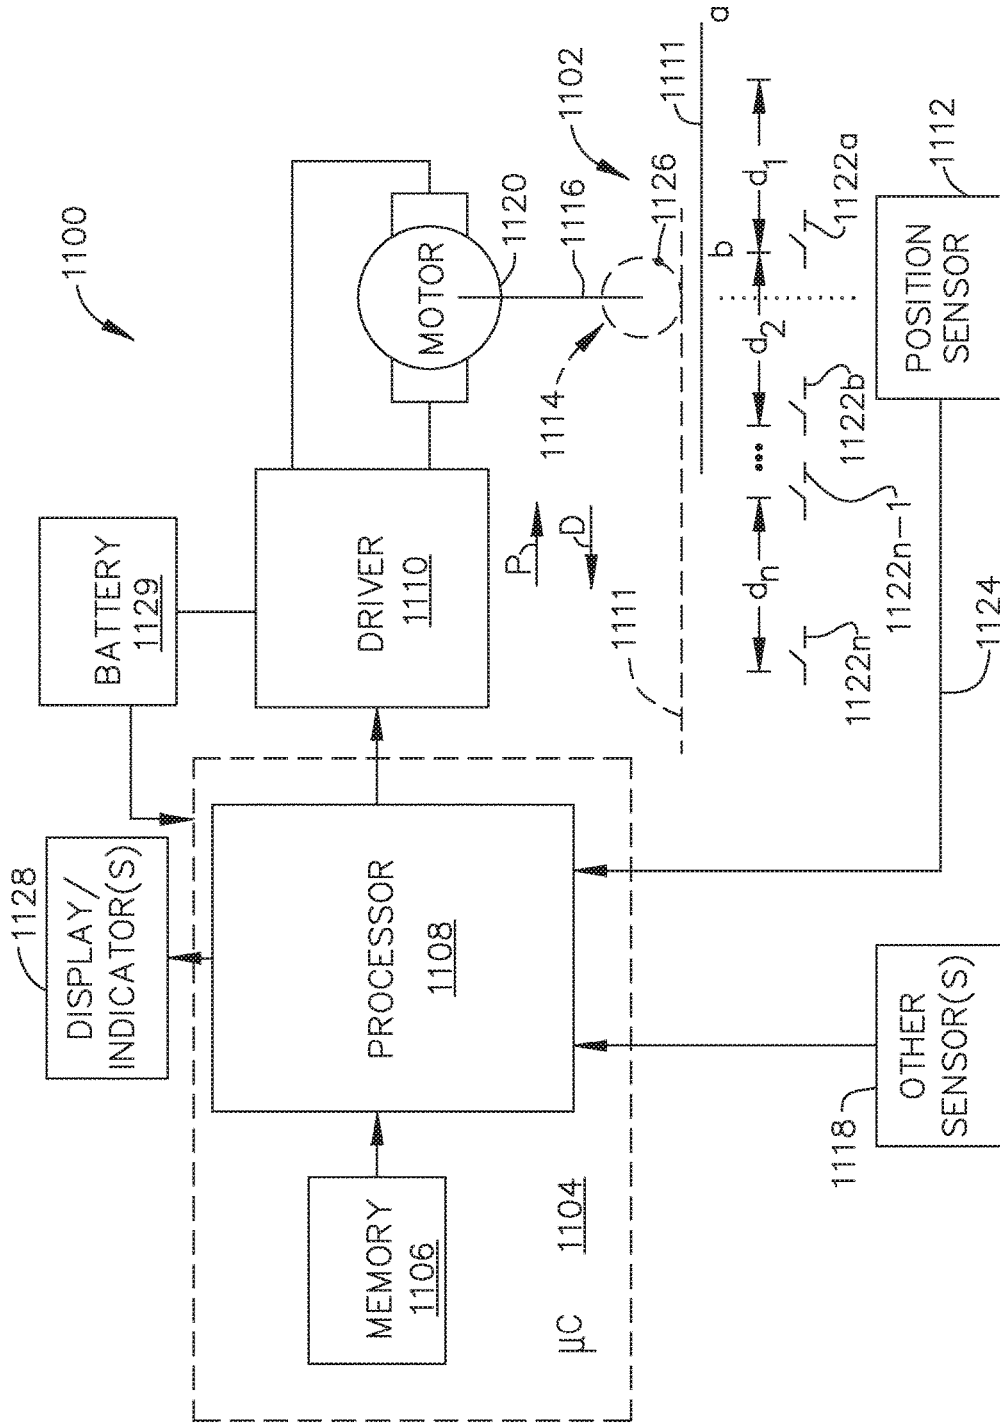 1100
BATTERY
1129
1128
DISPLAY/
INDICATOR(S)
DRIVER
1110
MOTOR
1120
1116
1102
1114
1126
1111
a
b
P
D
1111
d1
d2
...
dn
1122a
1122b
1122n-1
1122n
POSITION
SENSOR
1112
1124
PROCESSOR
1108
MEMORY
1106
µC
1104
OTHER
SENSOR(S)
1118